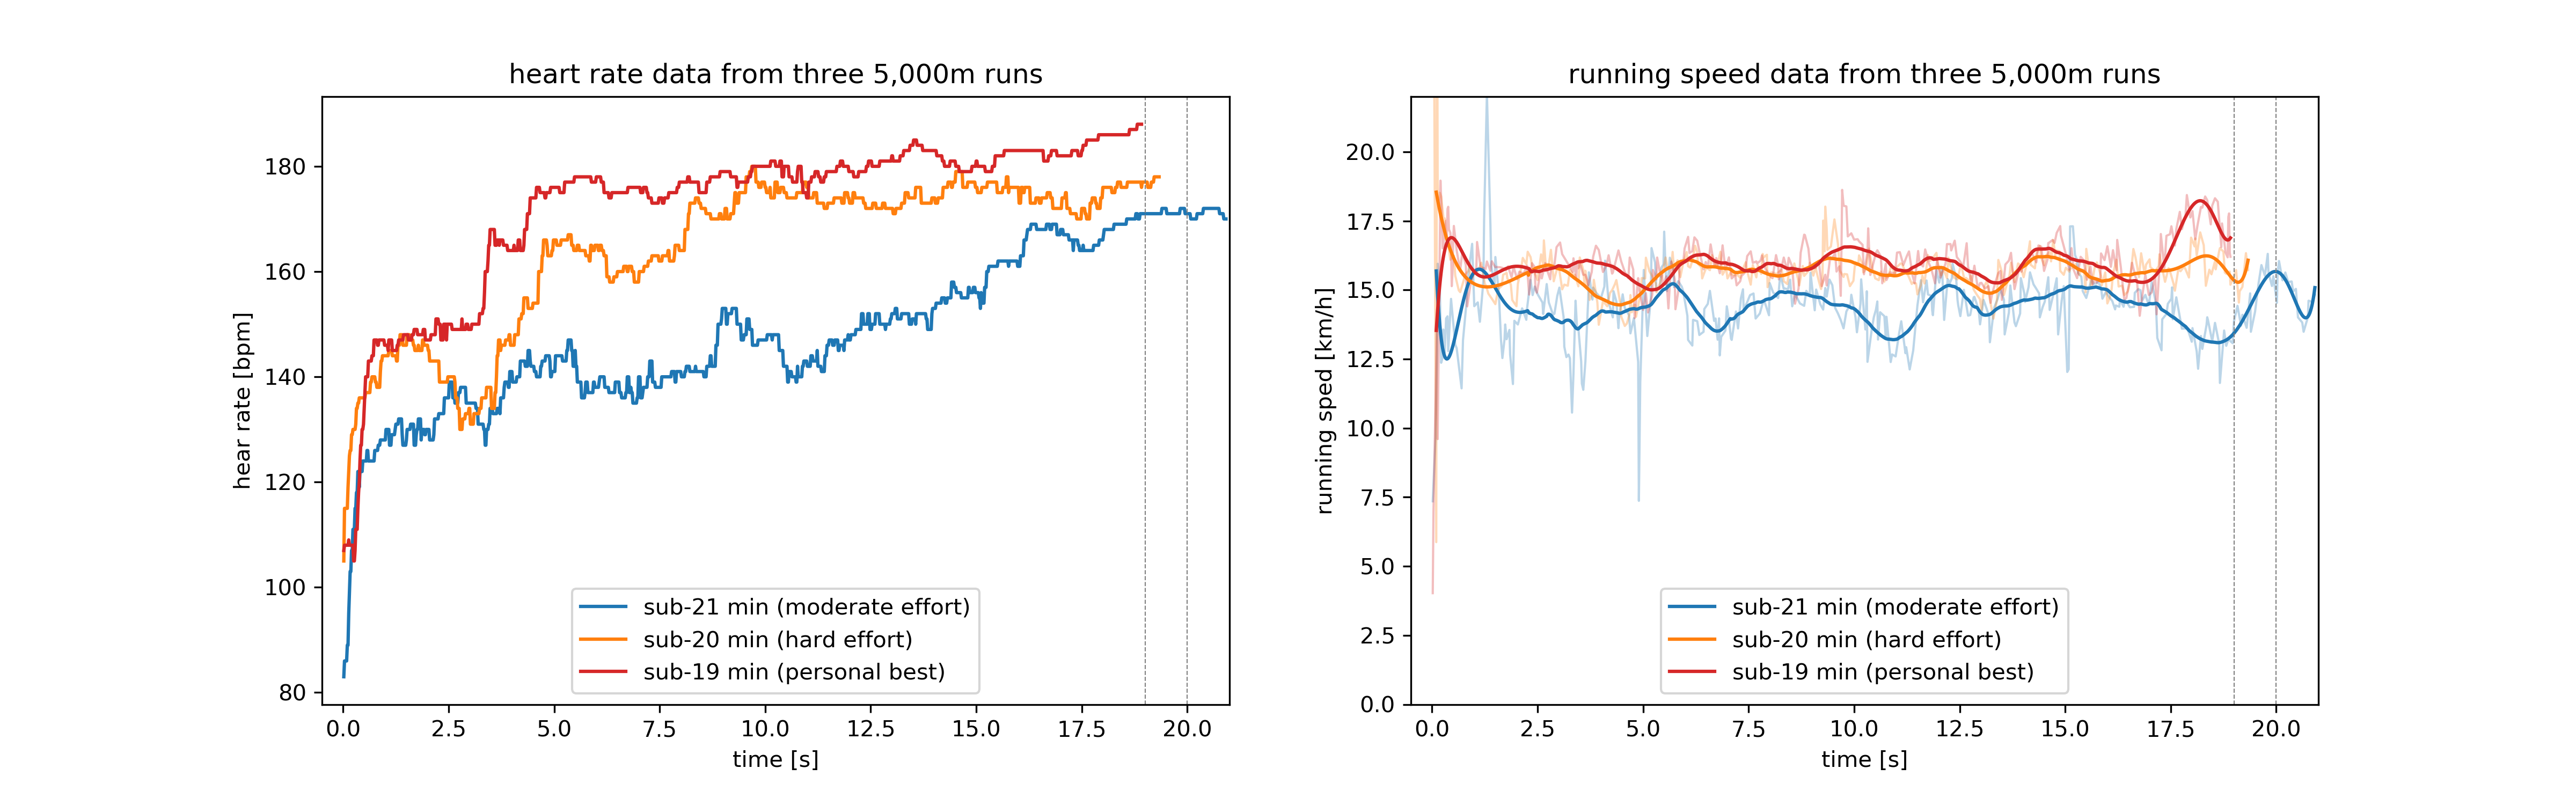 heart rate data from three 5,000m runs
hear rate [bpm]
180
160
140
120
100
80
0.0 2.5 5.0 7.5 10.0 12.5 15.0 17.5 20.0
time [s]
sub-21 min (moderate effort)
sub-20 min (hard effort)
sub-19 min (personal best)
running speed data from three 5,000m runs
running sped [km/h]
20.0
17.5
15.0
12.5
10.0
7.5
5.0
2.5
0.0
0.0 2.5 5.0 7.5 10.0 12.5 15.0 17.5 20.0
time [s]
sub-21 min (moderate effort)
sub-20 min (hard effort)
sub-19 min (personal best)